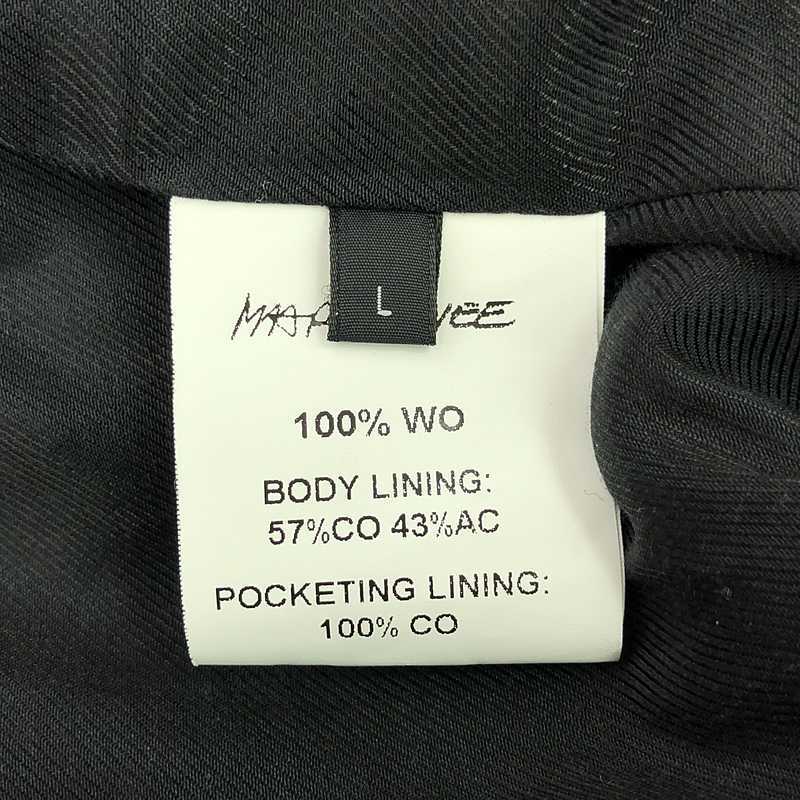 L
100% WO
BODY LINING:
57%CO 43%AC
POCKETING LINING:
100% CO